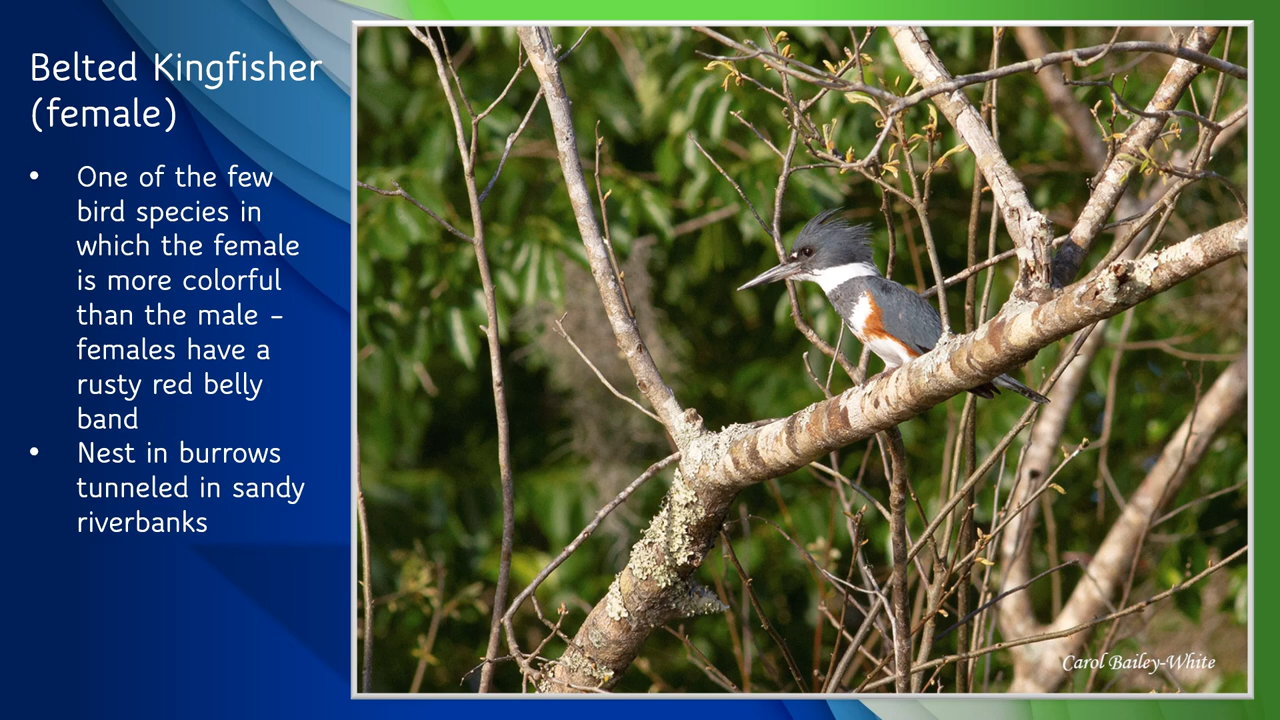 Belted Kingfisher
(female)
• One of the few
bird species in
which the female
is more colorful
than the male –
females have a
rusty red belly
band
• Nest in burrows
tunneled in sandy
riverbanks
Carol Bailey-White